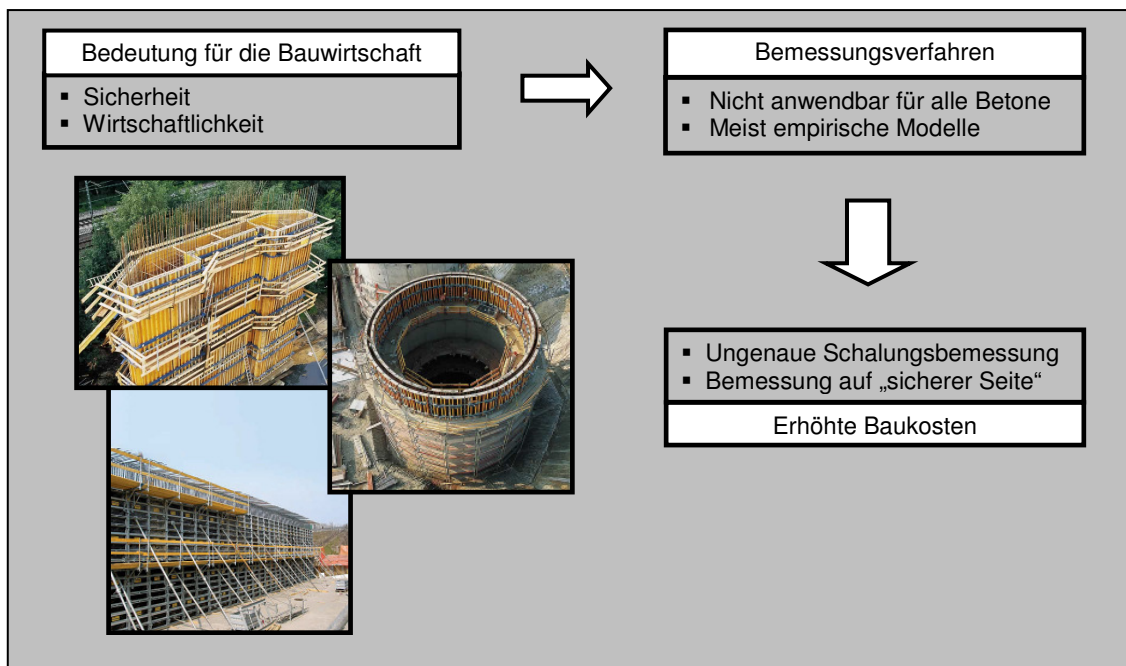 Bedeutung für die Bauwirtschaft
▪ Sicherheit
▪ Wirtschaftlichkeit
Bemessungsverfahren
▪ Nicht anwendbar für alle Betone
▪ Meist empirische Modelle
▪ Ungenaue Schalungsbemessung
▪ Bemessung auf „sicherer Seite“
Erhöhte Baukosten